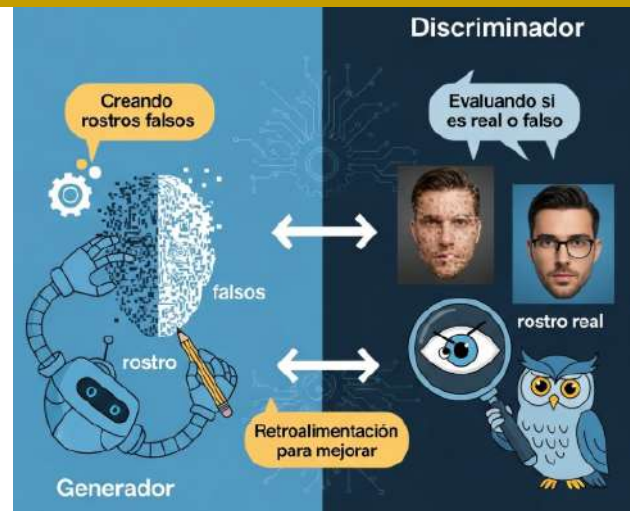 Discriminador
Creando
rostros falsos
Evaluando si
es real o falso
falsos
rostro
rostro real
Retroalimentación
para mejorar
Generador